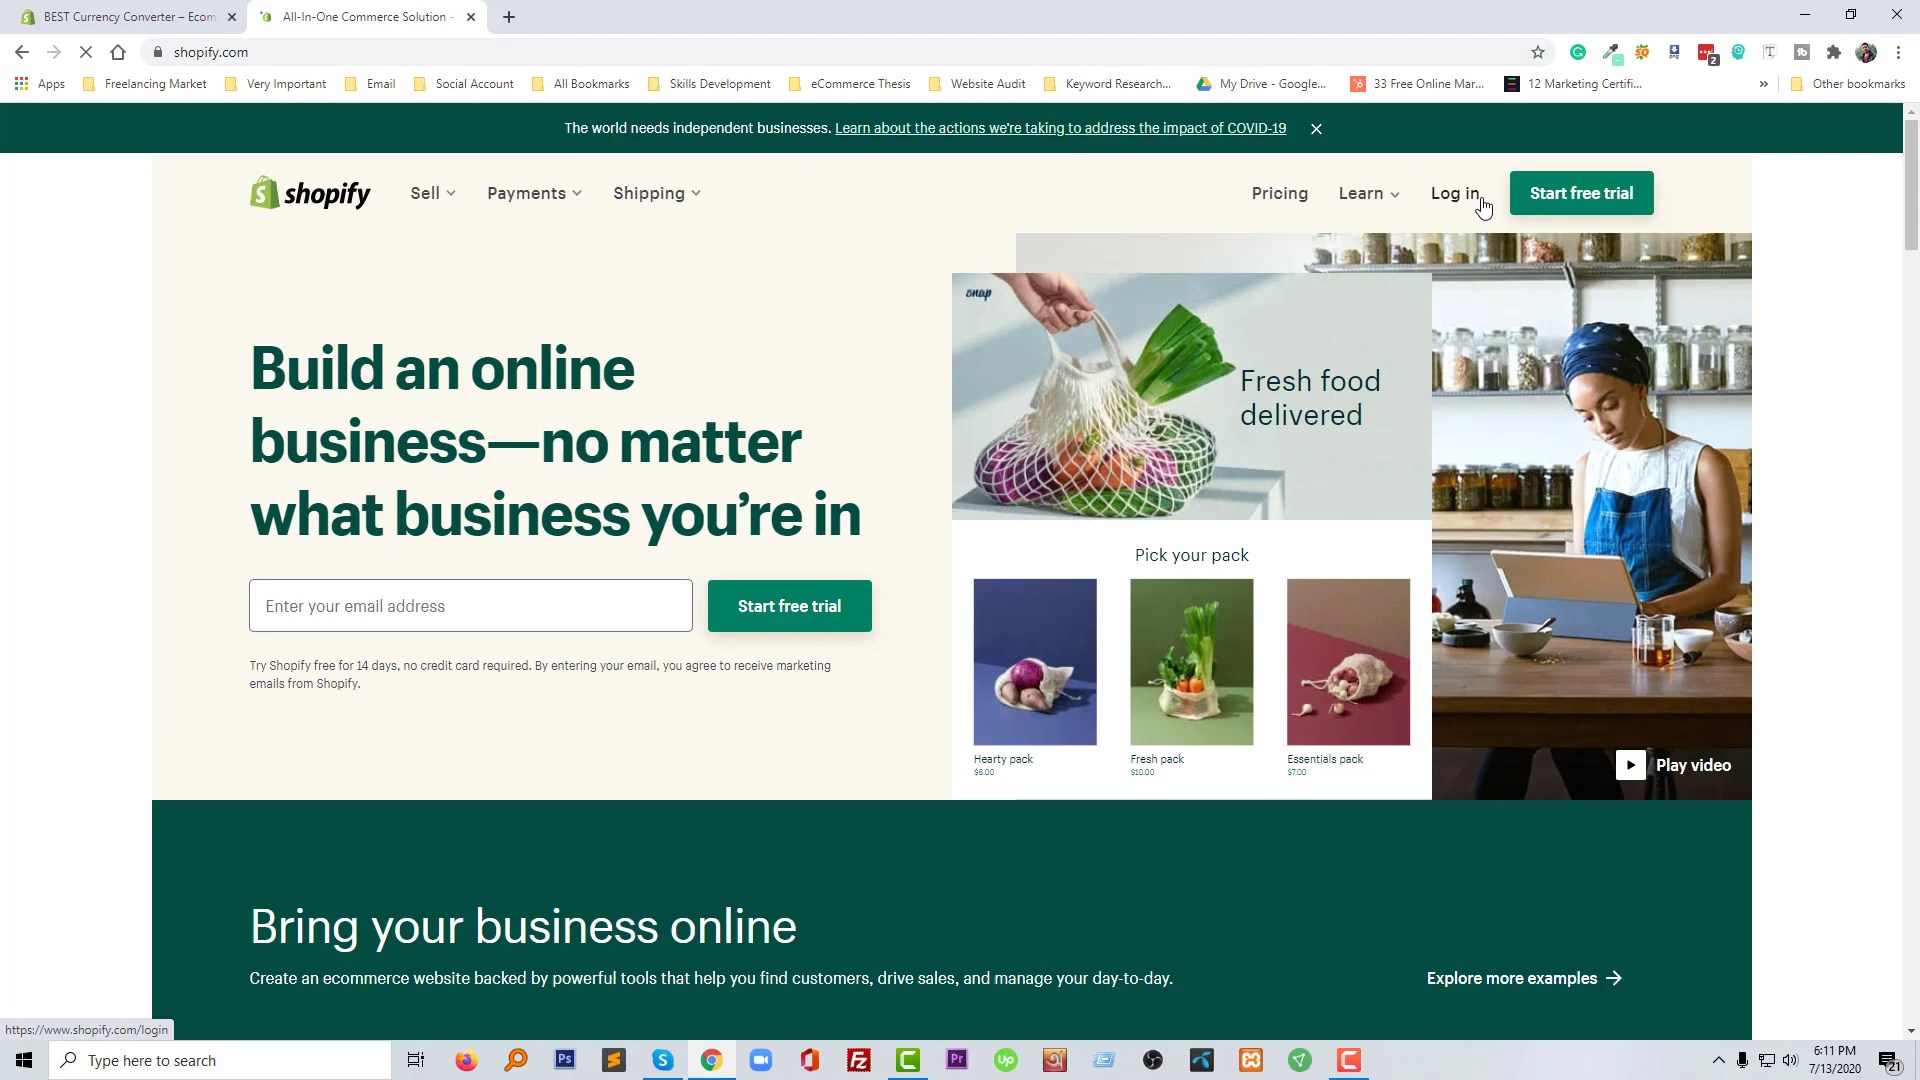 BEST Currency Converter – Ecom
All-In-One Commerce Solution -
shopify.com
Apps
Freelancing Market
Very Important
Email
Social Account
All Bookmarks
Skills Development
eCommerce Thesis
Website Audit
Keyword Research...
My Drive - Google...
33 Free Online Mar...
12 Marketing Certifi...
»
Other bookmarks
The world needs independent businesses. Learn about the actions we're taking to address the impact of COVID-19
shopify
Sell
Payments
Shipping
Pricing
Learn
Log in
Start free trial
snap
Fresh food
delivered
Build an online
business—no matter
what business you're in
Pick your pack
Enter your email address
Start free trial
Try Shopify free for 14 days, no credit card required. By entering your email, you agree to receive marketing
emails from Shopify.
Hearty pack
$6.00
Fresh pack
$10.00
Essentials pack
$7.00
Play video
Bring your business online
Create an ecommerce website backed by powerful tools that help you find customers, drive sales, and manage your day-to-day.
Explore more examples →
https://www.shopify.com/login
Type here to search
6:11 PM
7/13/2020
21